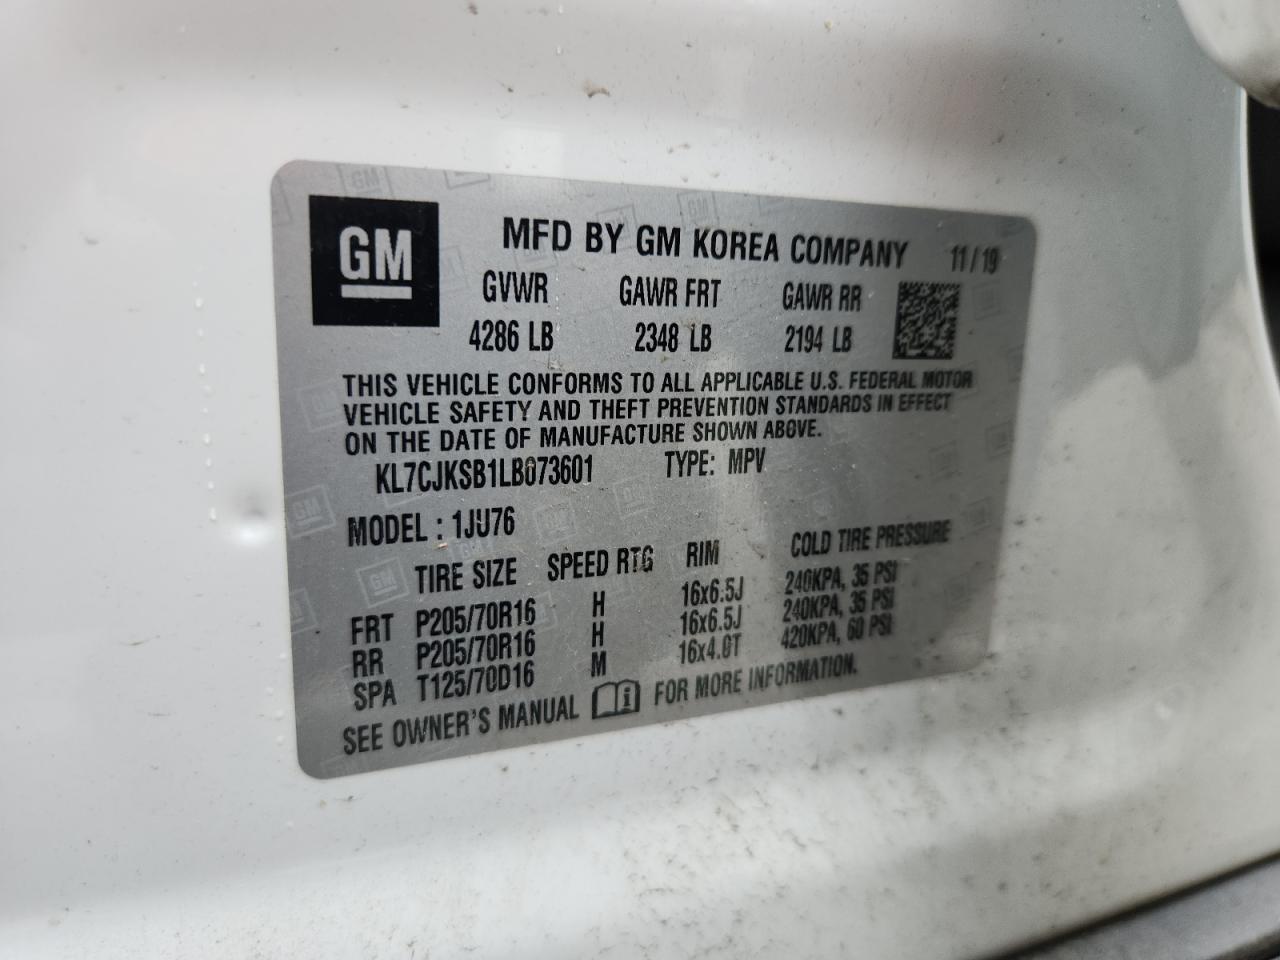 GM
MFD BY GM KOREA COMPANY 11/19
GVWR GAWR FRT GAWR RR
4286 LB 2348 LB 2194 LB
THIS VEHICLE CONFORMS TO ALL APPLICABLE U.S. FEDERAL MOTOR
VEHICLE SAFETY AND THEFT PREVENTION STANDARDS IN EFFECT
ON THE DATE OF MANUFACTURE SHOWN ABOVE.
KL7CJKSB1LB073601 TYPE: MPV
MODEL : 1JU76
TIRE SIZE SPEED RTG RIM COLD TIRE PRESSURE
FRT P205/70R16 H 16x6.5J 240KPA, 35 PSI
RR P205/70R16 H 16x6.5J 240KPA, 35 PSI
SPA T125/70D16 M 16x4.0T 420KPA, 60 PSI
SEE OWNER'S MANUAL FOR MORE INFORMATION.